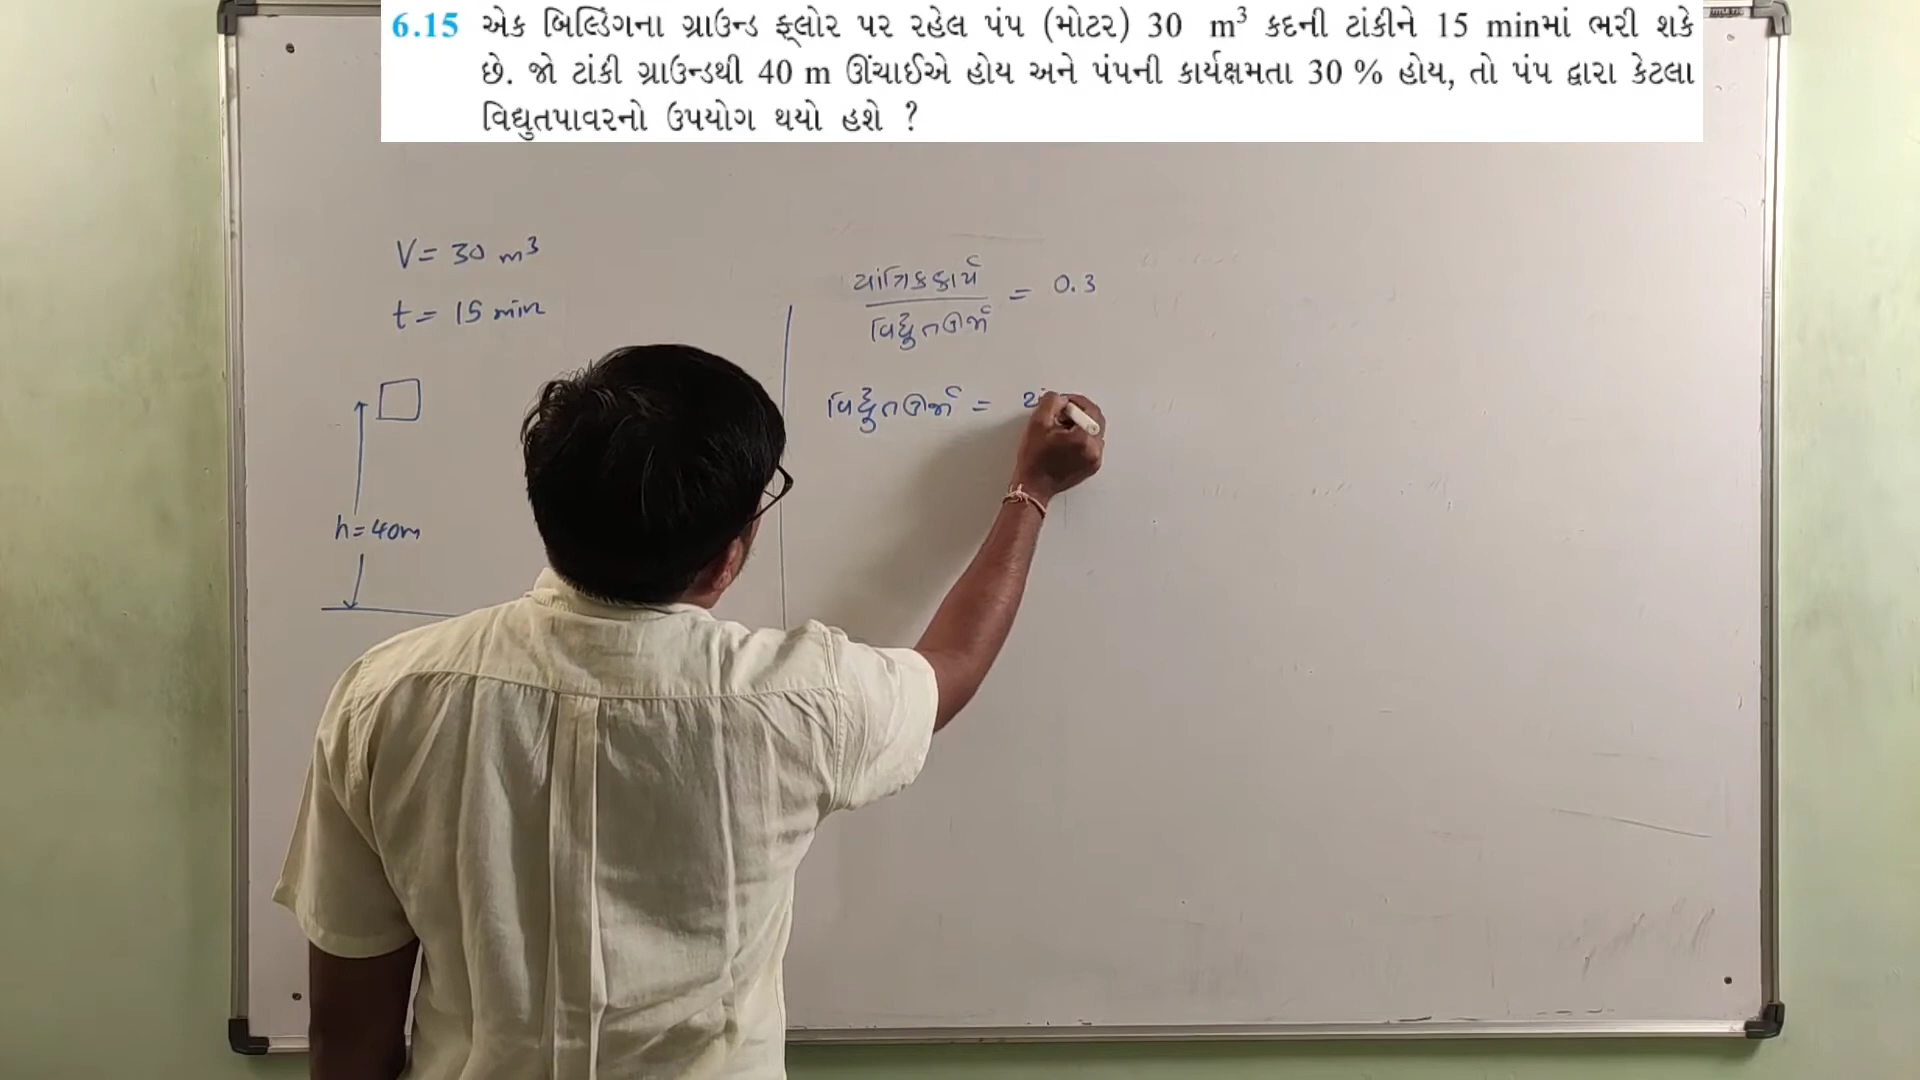 6.15 એક બિલ્ડિંગના ગ્રાઉન્ડ ફ્લોર પર રહેલ પંપ (મોટર) 30 m³ કદની ટાંકીને 15 minમાં ભરી શકે
છે. જો ટાંકી ગ્રાઉન્ડથી 40 m ઊંચાઈએ હોય અને પંપની કાર્યક્ષમતા 30 % હોય, તો પંપ દ્વારા કેટલા
વિદ્યુતપાવરનો ઉપયોગ થયો હશે ?
V = 30 m³
t = 15 min
h = 40m
યાંત્રિકકાર્ય
વિદ્યુતઊર્જા = 0.3
વિદ્યુતઊર્જા =